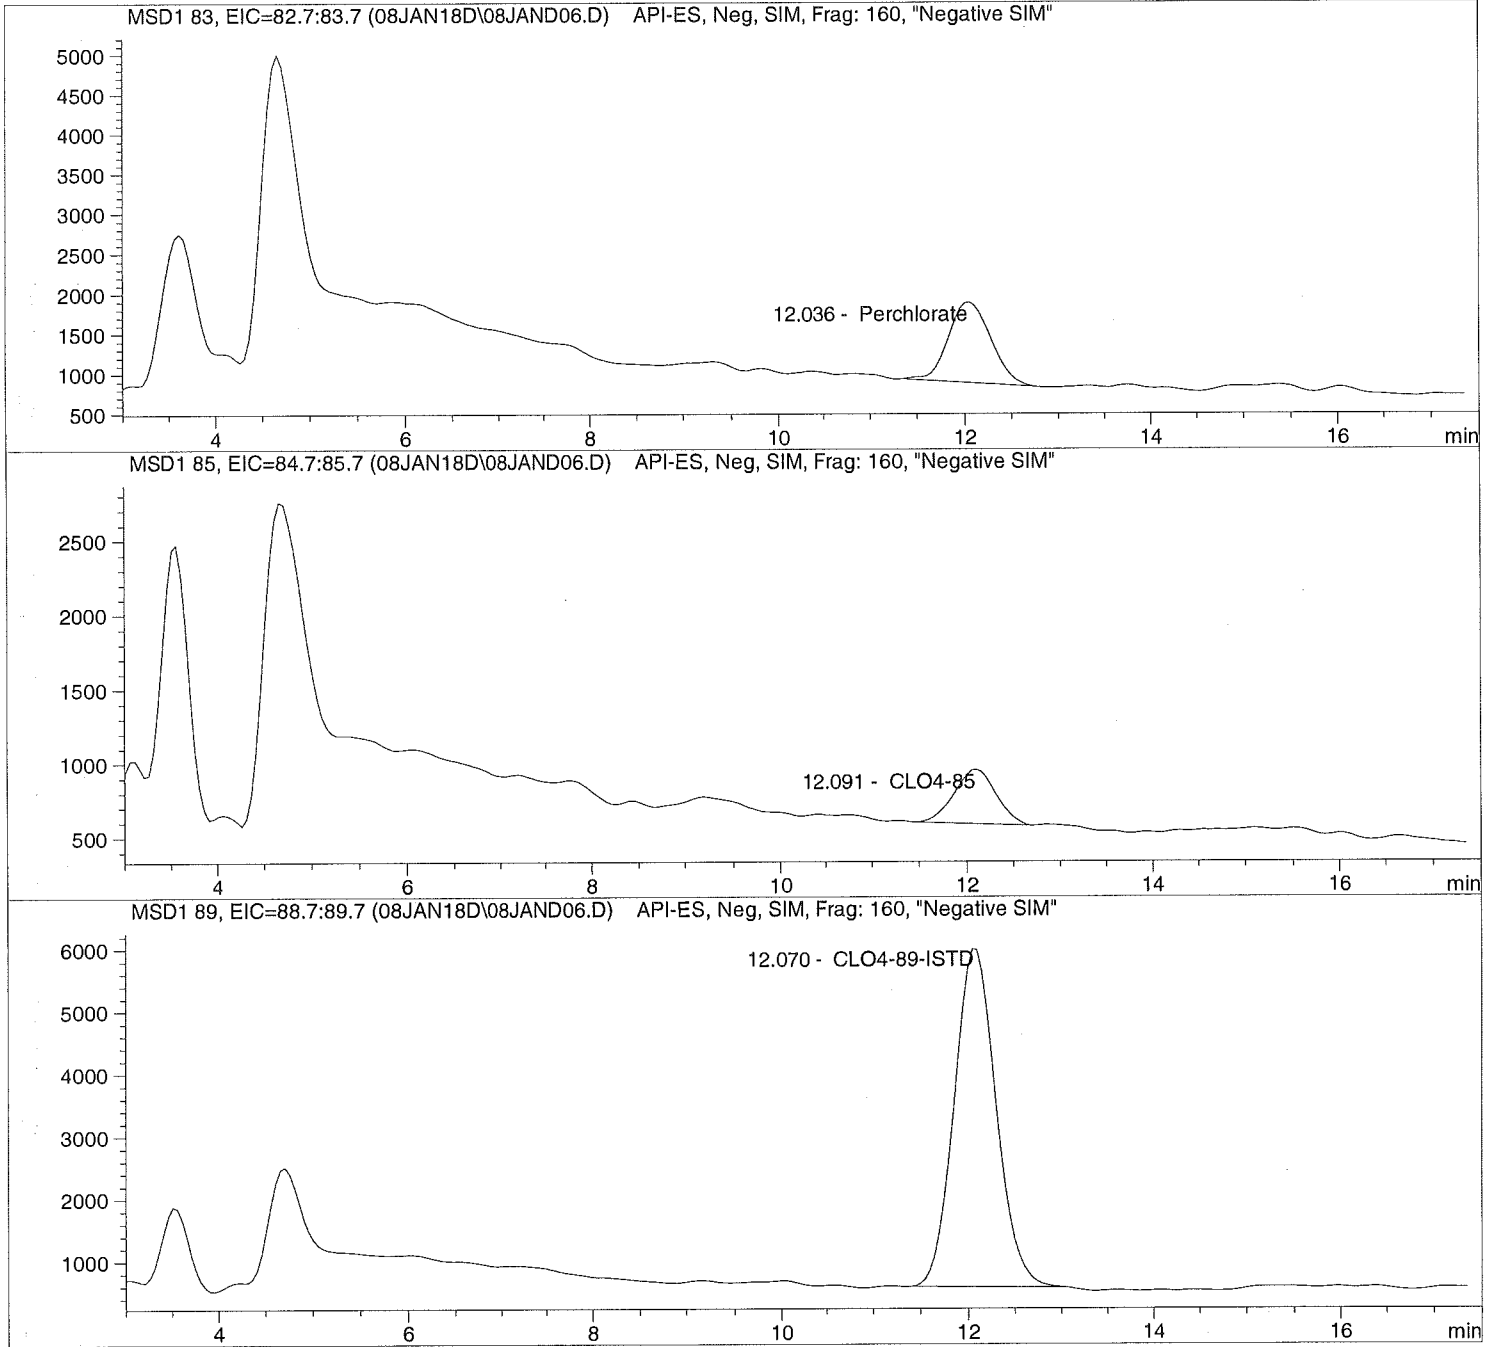 MSD1 83, EIC=82.7:83.7 (08JAN18D\08JAND06.D) API-ES, Neg, SIM, Frag: 160, "Negative SIM"
5000
4500
4000
3500
3000
2500
2000
1500
1000
500
12.036 - Perchlorate
4 6 8 10 12 14 16 min
MSD1 85, EIC=84.7:85.7 (08JAN18D\08JAND06.D) API-ES, Neg, SIM, Frag: 160, "Negative SIM"
2500
2000
1500
1000
500
12.091 - CLO4-85
4 6 8 10 12 14 16 min
MSD1 89, EIC=88.7:89.7 (08JAN18D\08JAND06.D) API-ES, Neg, SIM, Frag: 160, "Negative SIM"
6000
5000
4000
3000
2000
1000
12.070 - CLO4-89-ISTD
4 6 8 10 12 14 16 min